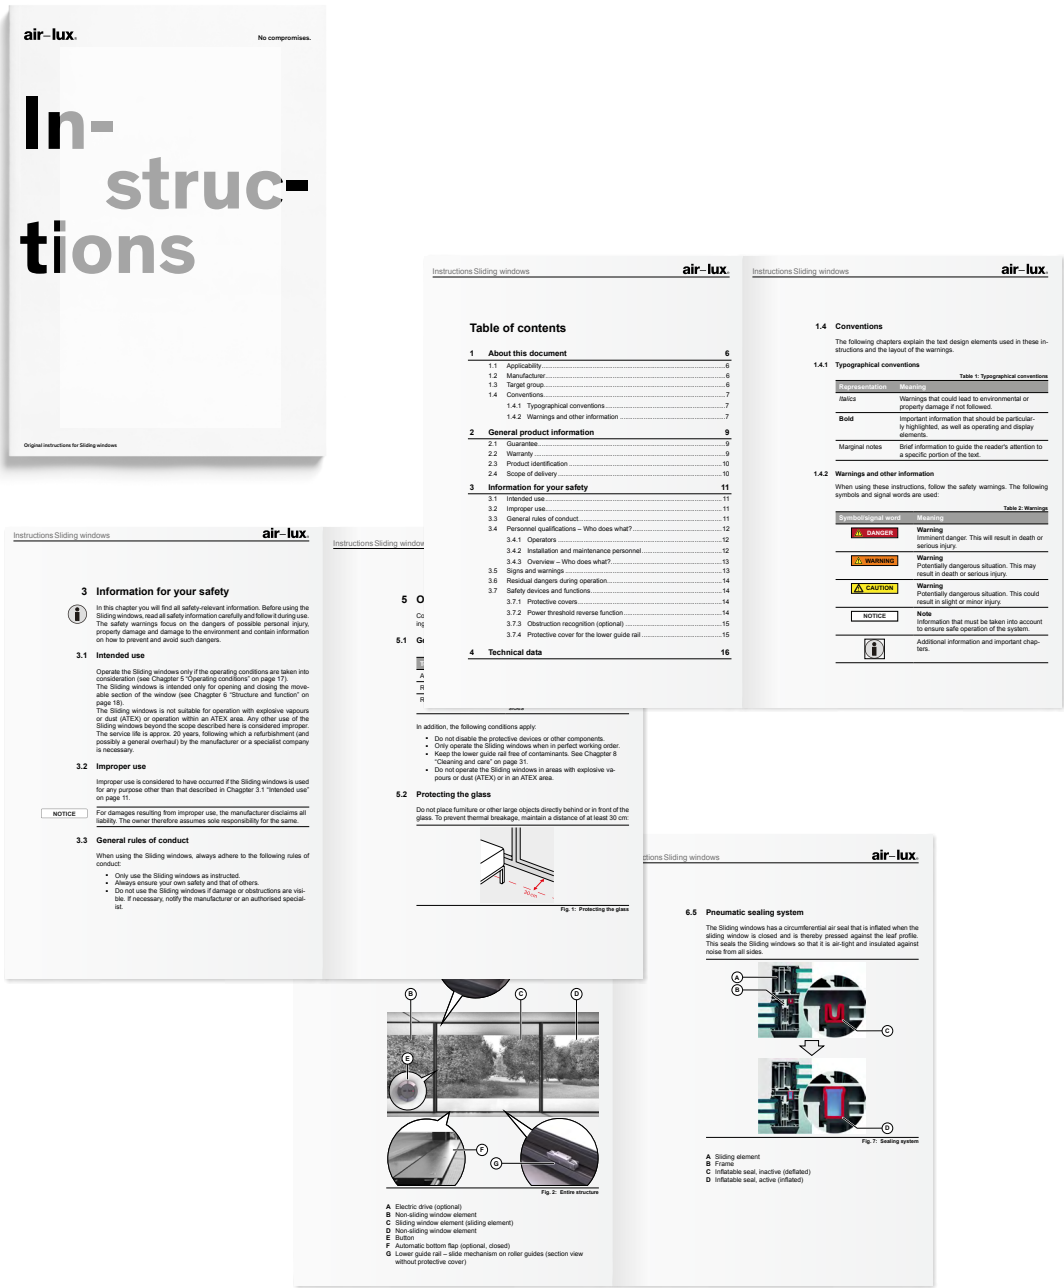 air–lux.
No compromises.
In-
struc-
tions
Original instructions for Sliding windows
Instructions Sliding windows
air–lux.
Table of contents
1 About this document 6
1.1 Applicability 6
1.2 Manufacturer 6
1.3 Target group 6
1.4 Conventions 7
1.4.1 Typographical conventions 7
1.4.2 Warnings and other information 7
2 General product information 9
2.1 Guarantee 9
2.2 Warranty 9
2.3 Product identification 10
2.4 Scope of delivery 10
3 Information for your safety 11
3.1 Intended use 11
3.2 Improper use 11
3.3 General rules of conduct 11
3.4 Personnel qualifications – Who does what? 12
3.4.1 Operators 12
3.4.2 Installation and maintenance personnel 12
3.4.3 Overview – Who does what? 13
3.5 Signs and warnings 13
3.6 Residual dangers during operation 14
3.7 Safety devices and functions 14
3.7.1 Protective covers 14
3.7.2 Power threshold reverse function 14
3.7.3 Obstruction recognition (optional) 15
3.7.4 Protective cover for the lower guide rail 15
4 Technical data 16
Instructions Sliding windows
air–lux.
1.4 Conventions
The following chapters explain the text design elements used in these in-
structions and the layout of the warnings.
1.4.1 Typographical conventions
Table 1: Typographical conventions
Representation Meaning
Italics Warnings that could lead to environmental or
property damage if not followed.
Bold Important information that should be particular-
ly highlighted, as well as operating and display
elements.
Marginal notes Brief information to guide the reader's attention to
a specific portion of the text.
1.4.2 Warnings and other information
When using these instructions, follow the safety warnings. The following
symbols and signal words are used:
Table 2: Warnings
Symbol/signal word Meaning
DANGER Warning
Imminent danger. This will result in death or
serious injury.
WARNING Warning
Potentially dangerous situation. This may
result in death or serious injury.
CAUTION Warning
Potentially dangerous situation. This could
result in slight or minor injury.
NOTICE Note
Information that must be taken into account
to ensure safe operation of the system.
Additional information and important chap-
ters.
Instructions Sliding windows
air–lux.
3 Information for your safety
In this chapter you will find all safety-relevant information. Before using the
Sliding windows, read all safety information carefully and follow it during use.
The safety warnings focus on the dangers of possible personal injury,
property damage and damage to the environment and contain information
on how to prevent and avoid such dangers.
3.1 Intended use
Operate the Sliding windows only if the operating conditions are taken into
consideration (see Chagpter 5 "Operating conditions" on page 17).
The Sliding windows is intended only for opening and closing the move-
able section of the window (see Chagpter 6 "Structure and function" on
page 18).
The Sliding windows is not suitable for operation with explosive vapours
or dust (ATEX) or operation within an ATEX area. Any other use of the
Sliding windows beyond the scope described here is considered improper.
The service life is approx. 20 years, following which a refurbishment (and
possibly a general overhaul) by the manufacturer or a specialist company
is necessary.
3.2 Improper use
Improper use is considered to have occurred if the Sliding windows is used
for any purpose other than that described in Chapter 3.1 "Intended use"
on page 11.
NOTICE For damages resulting from improper use, the manufacturer disclaims all
liability. The owner therefore assumes sole responsibility for the same.
3.3 General rules of conduct
When using the Sliding windows, always adhere to the following rules of
conduct:
• Only use the Sliding windows as instructed.
• Always ensure your own safety and that of others.
• Do not use the Sliding windows if damage or obstructions are visi-
ble. If necessary, notify the manufacturer or an authorised special-
ist.
Instructions Sliding window
5 O
Co
ing
5.1 Ge
A
R
R
sides
In addition, the following conditions apply:
• Do not disable the protective devices or other components.
• Only operate the Sliding windows when in perfect working order.
• Keep the lower guide rail free of contaminants. See Chagpter 8
"Cleaning and care" on page 31.
• Do not operate the Sliding windows in areas with explosive va-
pours or dust (ATEX) or in an ATEX area.
5.2 Protecting the glass
Do not place furniture or other large objects directly behind or in front of the
glass. To prevent thermal breakage, maintain a distance of at least 30 cm:
30 cm
Fig. 1: Protecting the glass
B C D
E
F
G
Fig. 2: Entire structure
A Electric drive (optional)
B Non-sliding window element
C Sliding window element (sliding element)
D Non-sliding window element
E Button
F Automatic bottom flap (optional, closed)
G Lower guide rail – slide mechanism on roller guides (section view
without protective cover)
ctions Sliding windows
air–lux.
6.5 Pneumatic sealing system
The Sliding windows has a circumferential air seal that is inflated when the
sliding window is closed and is thereby pressed against the leaf profile.
This seals the Sliding windows so that it is air-tight and insulated against
noise from all sides.
A
B
C
D
Fig. 7: Sealing system
A Sliding element
B Frame
C Inflatable seal, inactive (deflated)
D Inflatable seal, active (inflated)